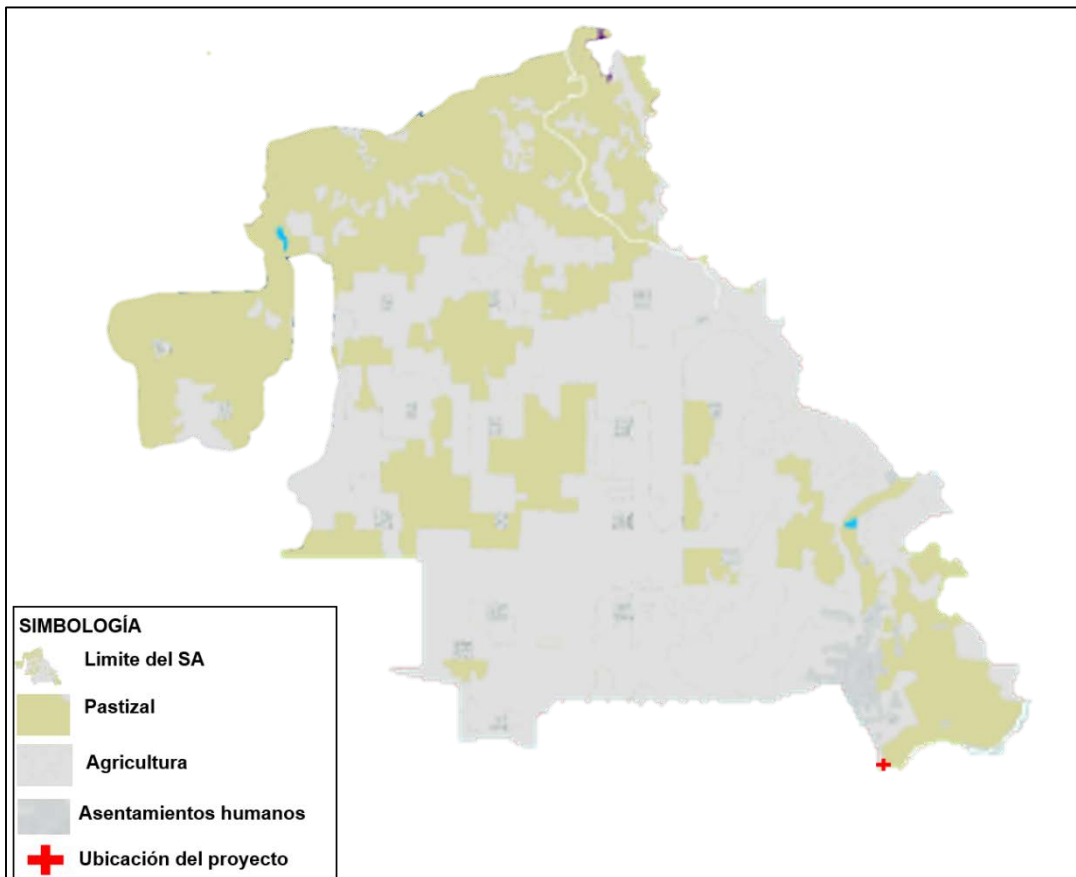 SIMBOLOGÍA
Limite del SA
Pastizal
Agricultura
Asentamientos humanos
Ubicación del proyecto